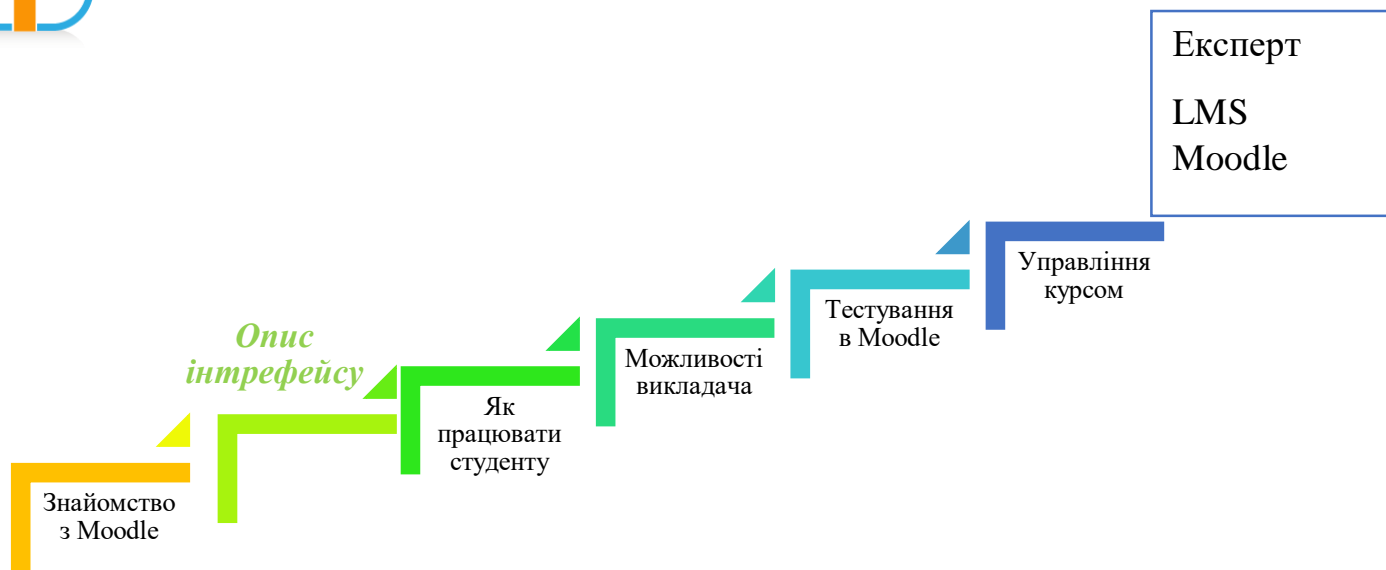 Експерт
LMS
Moodle
Управління
курсом
Тестування
в Moodle
Можливості
викладача
Опис
інтрефейсу
Як
працювати
студенту
Знайомство
з Moodle